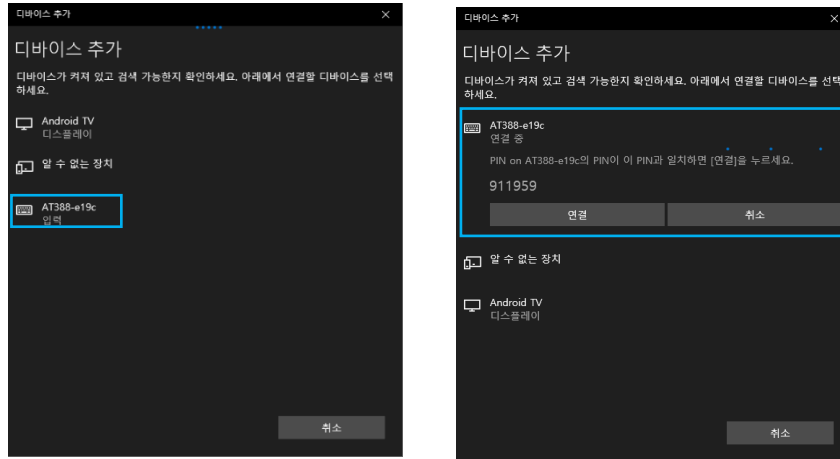 디바이스 추가
디바이스 추가
디바이스가 켜져 있고 검색 가능한지 확인하세요. 아래에서 연결할 디바이스를 선택
하세요.
Android TV
디스플레이
알 수 없는 장치
AT388-e19c
입력
취소
디바이스 추가
디바이스 추가
디바이스가 켜져 있고 검색 가능한지 확인하세요. 아래에서 연결할 디바이스를 선택
하세요.
AT388-e19c
연결 중
PIN on AT388-e19c의 PIN이 이 PIN과 일치하면 [연결]을 누르세요.
911959
연결
취소
알 수 없는 장치
Android TV
디스플레이
취소